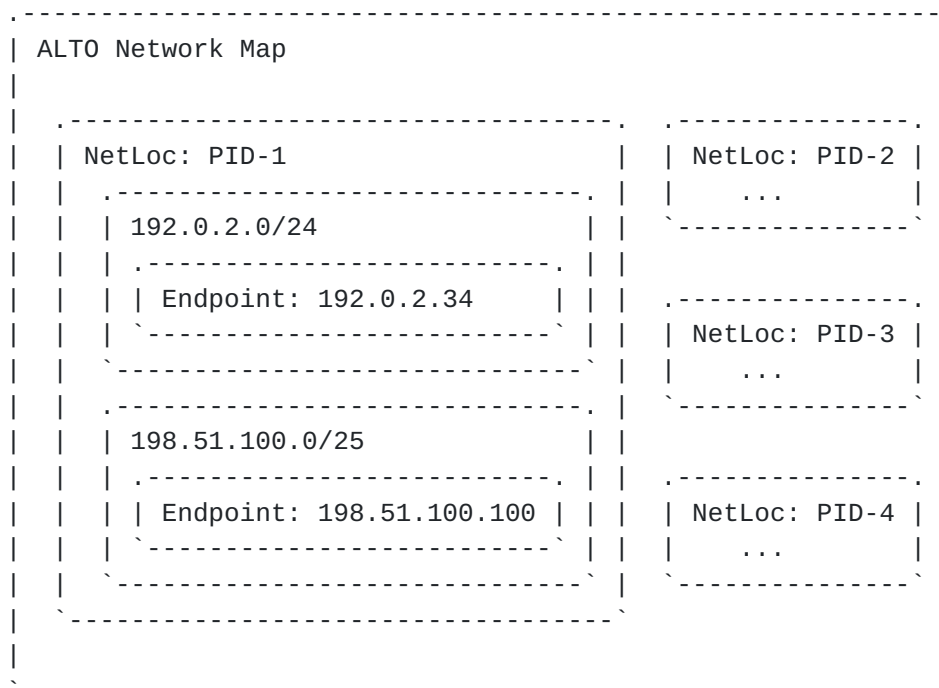 ALTO Network Map
NetLoc: PID-1
192.0.2.0/24
Endpoint: 192.0.2.34
198.51.100.0/25
Endpoint: 198.51.100.100
NetLoc: PID-2
...
NetLoc: PID-3
...
NetLoc: PID-4
...